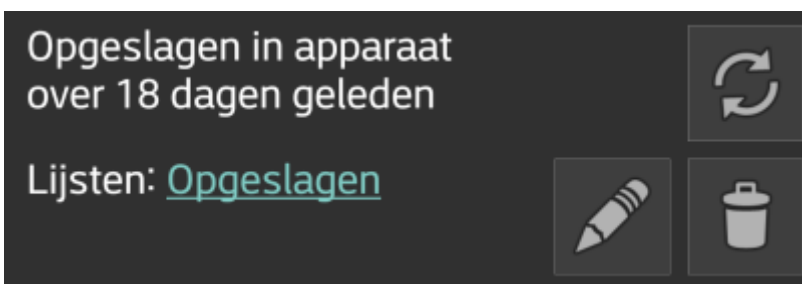 Opgeslagen in apparaat
over 18 dagen geleden
Lijsten: Opgeslagen